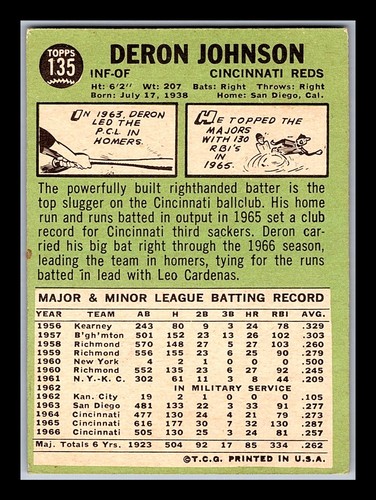 TOPPS
135
DERON JOHNSON
INF-OF CINCINNATI REDS
Ht: 6'2" Wt: 207 Bats: Right Throws: Right
Born: July 17, 1938 Home: San Diego, Cal.
IN 1963, DERON
LED THE
P.C.L. IN
HOMERS.
HE TOPPED THE
MAJORS
WITH 130
RBI'S
IN
1965.
The powerfully built righthanded batter is the
top slugger on the Cincinnati ballclub. His home
run and runs batted in output in 1965 set a club
record for Cincinnati third sackers. Deron car-
ried his big bat right through the 1966 season,
leading the team in homers, tying for the runs
batted in lead with Leo Cardenas.
MAJOR & MINOR LEAGUE BATTING RECORD
YEAR TEAM AB H 2B 3B HR RBI AVG.
1956 Kearney 243 80 9 3 24 78 .329
1957 B'gh'mton 501 152 23 13 26 102 .303
1958 Richmond 570 148 27 5 27 103 .260
1959 Richmond 556 155 23 6 25 90 .279
1960 New York 4 2 1 0 0 0 .500
1960 Richmond 552 135 23 6 27 92 .245
1961 N.Y.-K.C. 302 61 11 3 8 44 .209
1962 IN MILITARY SERVICE
1962 Kan. City 19 2 1 0 0 0 .105
1963 San Diego 481 133 22 3 33 91 .277
1964 Cincinnati 477 130 24 4 21 79 .273
1965 Cincinnati 616 177 30 7 32 130 .287
1966 Cincinnati 505 130 25 3 24 81 .257
Maj. Totals 6 Yrs. 1923 504 92 17 85 334 .262
©T.C.G. PRINTED IN U.S.A.